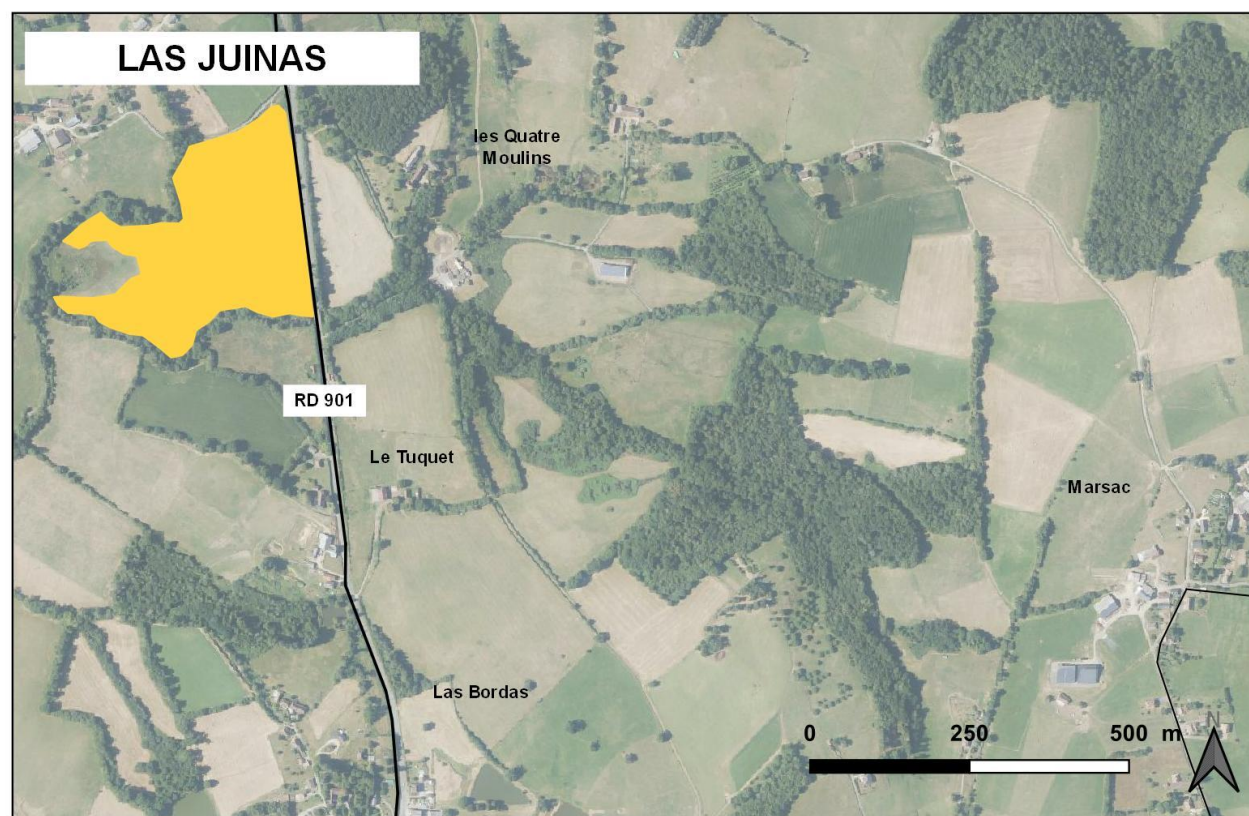 LAS JUINAS
les Quatre
Moulins
RD 901
Le Tuquet
Marsac
Las Bordas
0 250 500 m
N